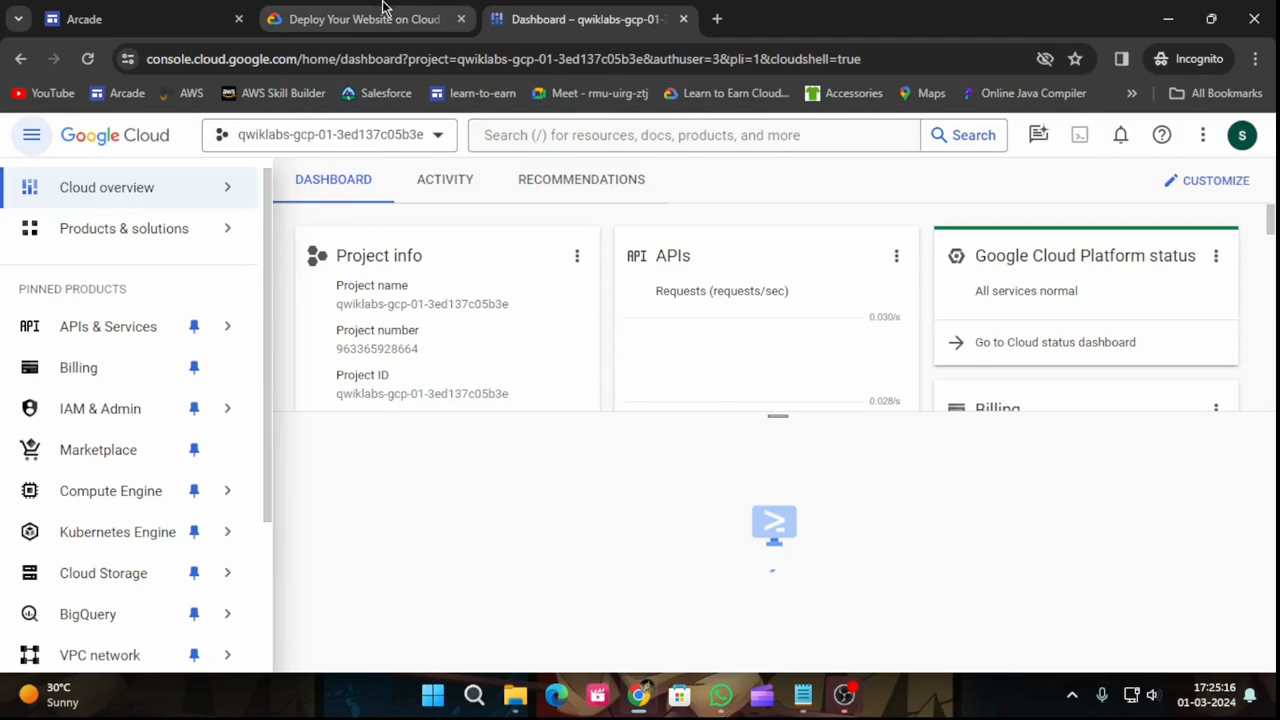 Arcade
Deploy Your Website on Cloud
Dashboard – qwiklabs-gcp-01-
console.cloud.google.com/home/dashboard?project=qwiklabs-gcp-01-3ed137c05b3e&authuser=3&pli=1&cloudshell=true
Incognito
YouTube
Arcade
AWS
AWS Skill Builder
Salesforce
learn-to-earn
Meet - rmu-uirg-ztj
Learn to Earn Cloud...
Accessories
Maps
Online Java Compiler
All Bookmarks
Google Cloud
qwiklabs-gcp-01-3ed137c05b3e
Search (/) for resources, docs, products, and more
Search
S
Cloud overview
Products & solutions
PINNED PRODUCTS
APIs & Services
Billing
IAM & Admin
Marketplace
Compute Engine
Kubernetes Engine
Cloud Storage
BigQuery
VPC network
DASHBOARD
ACTIVITY
RECOMMENDATIONS
CUSTOMIZE
Project info
Project name
qwiklabs-gcp-01-3ed137c05b3e
Project number
963365928664
Project ID
qwiklabs-gcp-01-3ed137c05b3e
API APIs
Requests (requests/sec)
0.030/s
0.028/s
Google Cloud Platform status
All services normal
Go to Cloud status dashboard
Billing
30°C
Sunny
17:25:16
01-03-2024